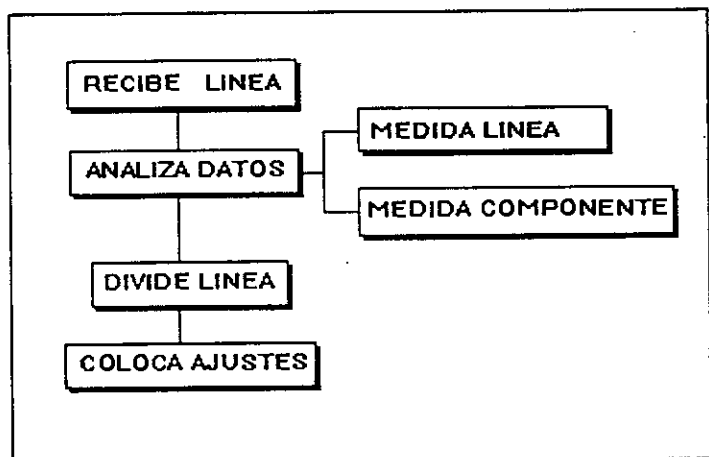 RECIBE LINEA
MEDIDA LINEA
ANALIZA DATOS
MEDIDA COMPONENTE
DIVIDE LINEA
COLOCA AJUSTES